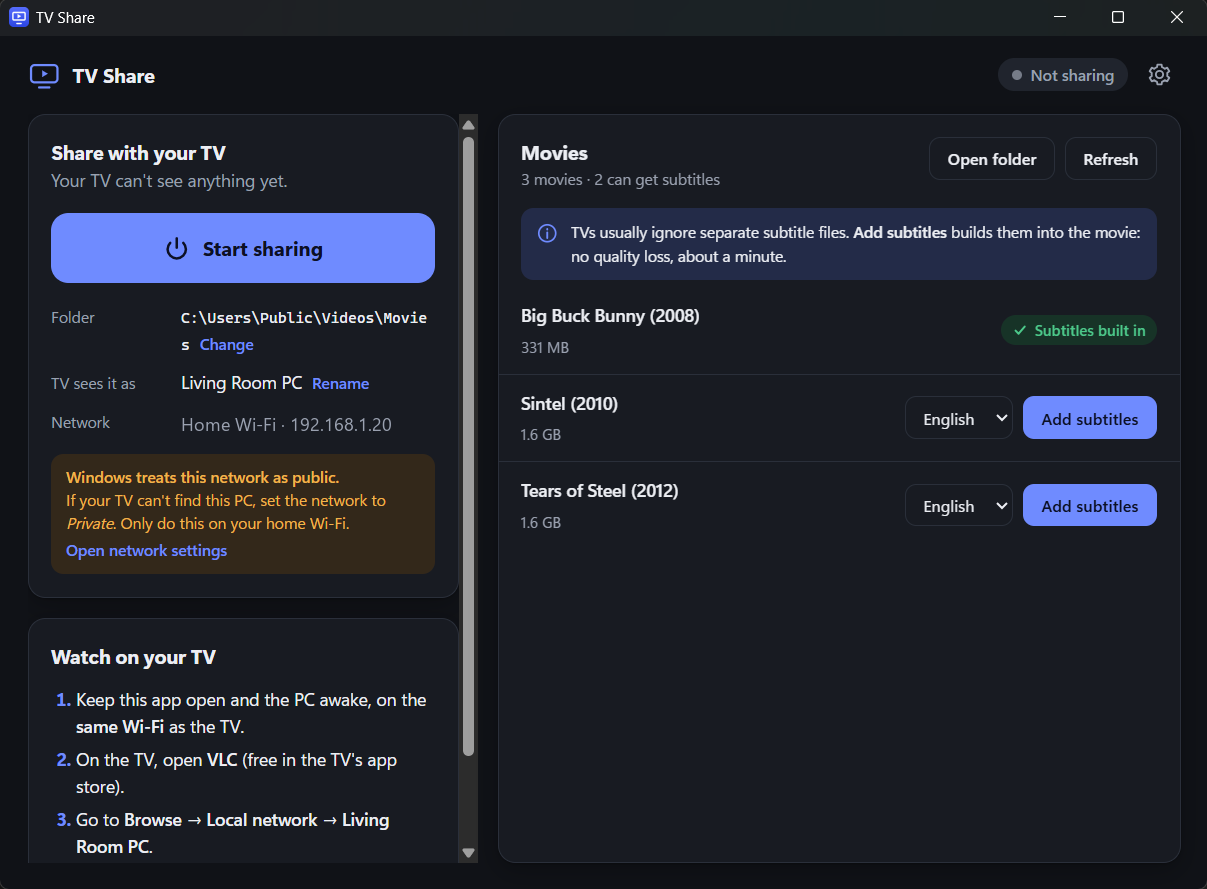 TV Share
TV Share
Not sharing
Share with your TV
Your TV can't see anything yet.
Start sharing
Folder C:\Users\Public\Videos\Movie
s Change
TV sees it as Living Room PC Rename
Network Home Wi-Fi · 192.168.1.20
Windows treats this network as public.
If your TV can't find this PC, set the network to
Private. Only do this on your home Wi-Fi.
Open network settings
Watch on your TV
1. Keep this app open and the PC awake, on the
same Wi-Fi as the TV.
2. On the TV, open VLC (free in the TV's app
store).
3. Go to Browse → Local network → Living
Room PC.
Movies
3 movies · 2 can get subtitles
Open folder Refresh
TVs usually ignore separate subtitle files. Add subtitles builds them into the movie:
no quality loss, about a minute.
Big Buck Bunny (2008)
331 MB
✓ Subtitles built in
Sintel (2010)
1.6 GB
English Add subtitles
Tears of Steel (2012)
1.6 GB
English Add subtitles